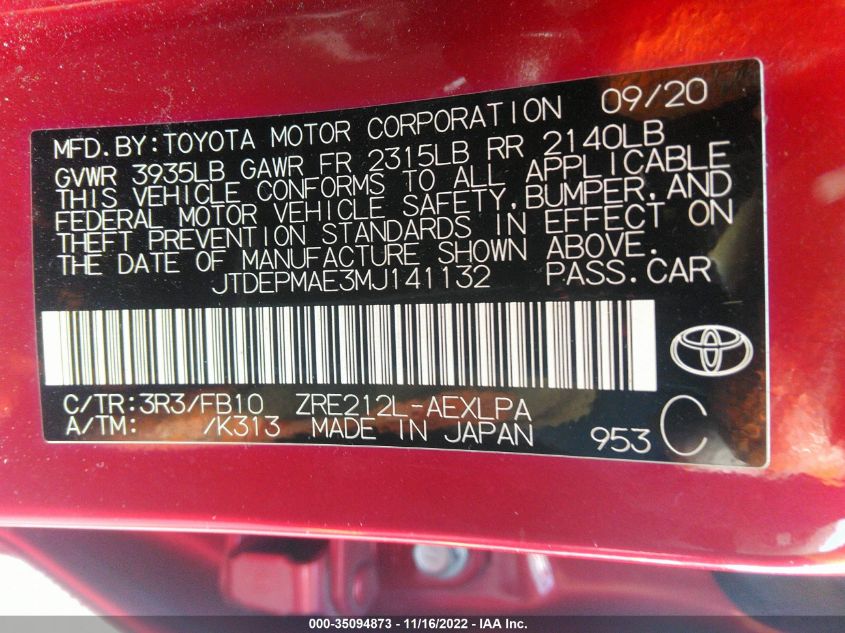 MFD. BY: TOYOTA MOTOR CORPORATION 09/20
GVWR 3935LB GAWR FR 2315LB RR 2140LB
THIS VEHICLE CONFORMS TO ALL APPLICABLE
FEDERAL MOTOR VEHICLE SAFETY, BUMPER, AND
THEFT PREVENTION STANDARDS IN EFFECT ON
THE DATE OF MANUFACTURE SHOWN ABOVE.
JTDEPMAE3MJ141132 PASS.CAR
C/TR:3R3/FB10 ZRE212L-AEXLPA
A/TM: /K313 MADE IN JAPAN 953 C
000-35094873 - 11/16/2022 - IAA Inc.